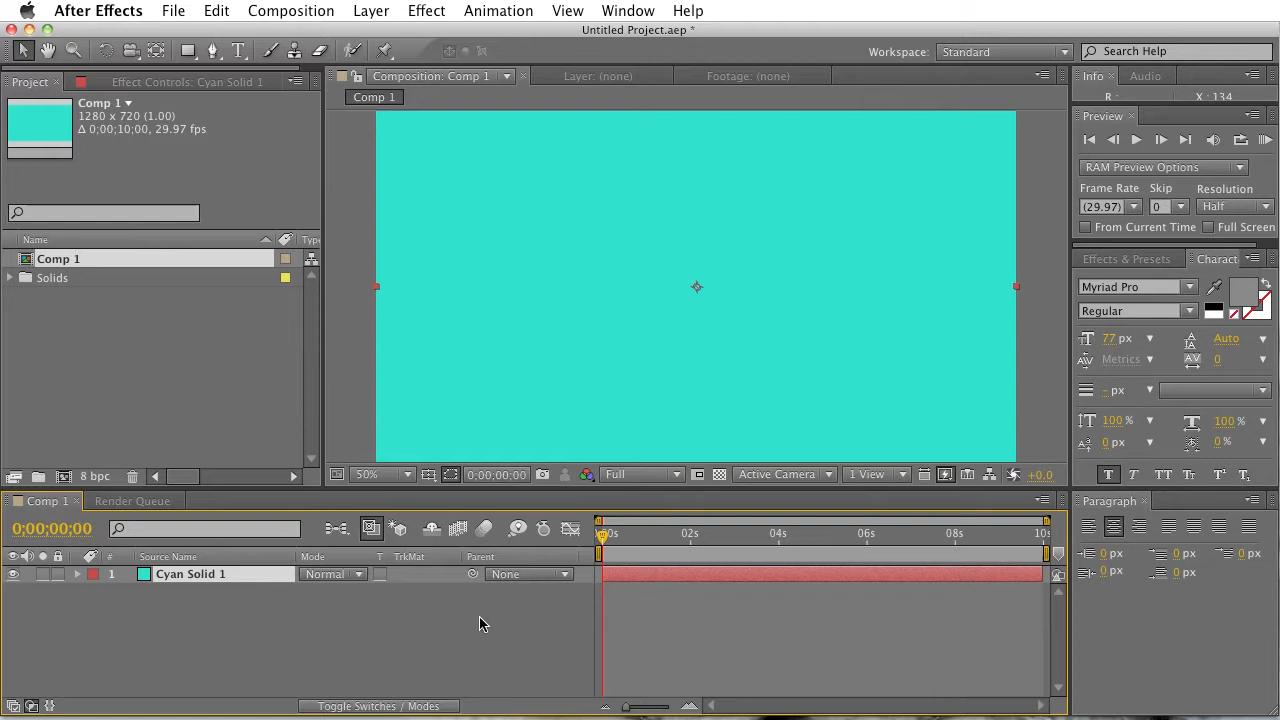 After Effects File Edit Composition Layer Effect Animation View Window Help
Untitled Project.aep *
Workspace: Standard Search Help
Project × Effect Controls: Cyan Solid 1
Composition: Comp 1 × Layer: (none) Footage: (none)
Info × Audio
Comp 1
1280 x 720 (1.00)
Δ 0;00;10;00, 29.97 fps
Comp 1
R : X : 134
Preview ×
RAM Preview Options
Frame Rate Skip Resolution
(29.97) 0 Half
From Current Time Full Screen
Name Type
Comp 1
Solids
Effects & Presets Charact
Myriad Pro
Regular
77 px Auto
Metrics 0
- px
100 % 100 %
0 px 0 %
T T TT Tr T¹ T₁
8 bpc
50% 0;00;00;00 Full Active Camera 1 View +0.0
Comp 1 × Render Queue
Paragraph ×
0;00;00;00
00s 02s 04s 06s 08s 10s
# Source Name Mode T TrkMat Parent
1 Cyan Solid 1 Normal None
0 px 0 px 0 px
0 px 0 px
Toggle Switches / Modes